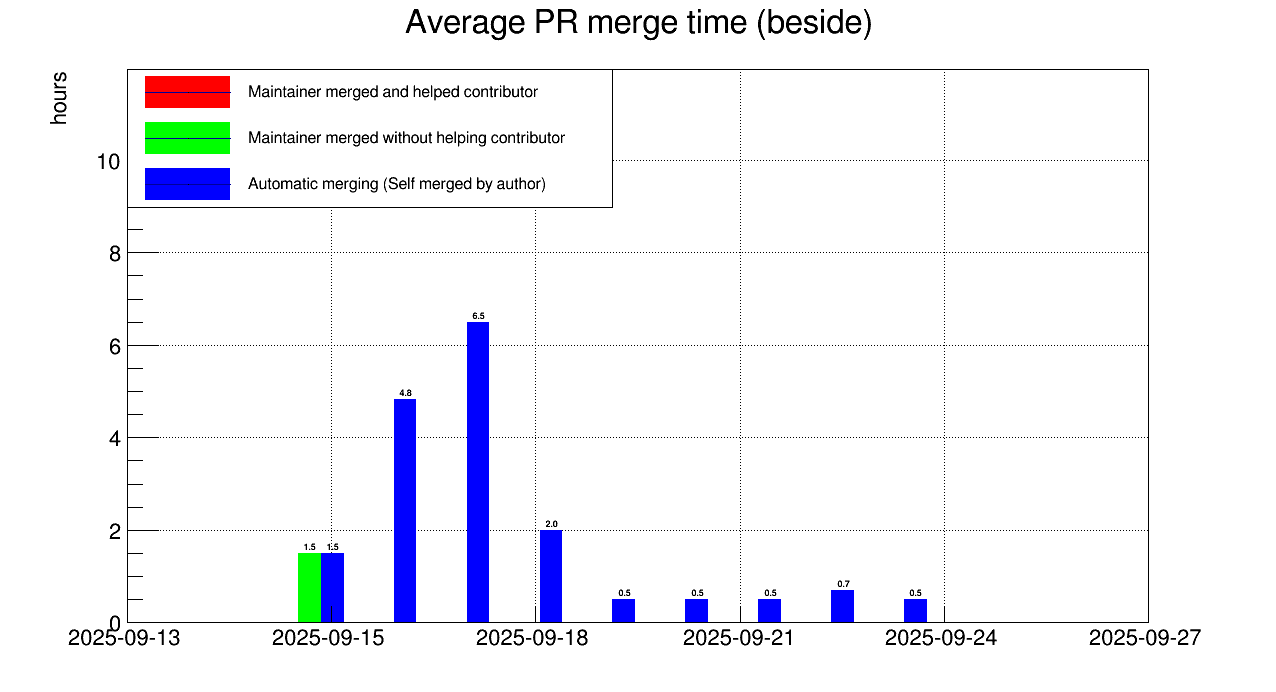 Average PR merge time (beside)
hours
Maintainer merged and helped contributor
Maintainer merged without helping contributor
Automatic merging (Self merged by author)
10
8
6
4
2
0
6.5
4.8
2.0
1.5 1.5
0.5 0.5 0.5 0.7 0.5
2025-09-13 2025-09-15 2025-09-18 2025-09-21 2025-09-24 2025-09-27